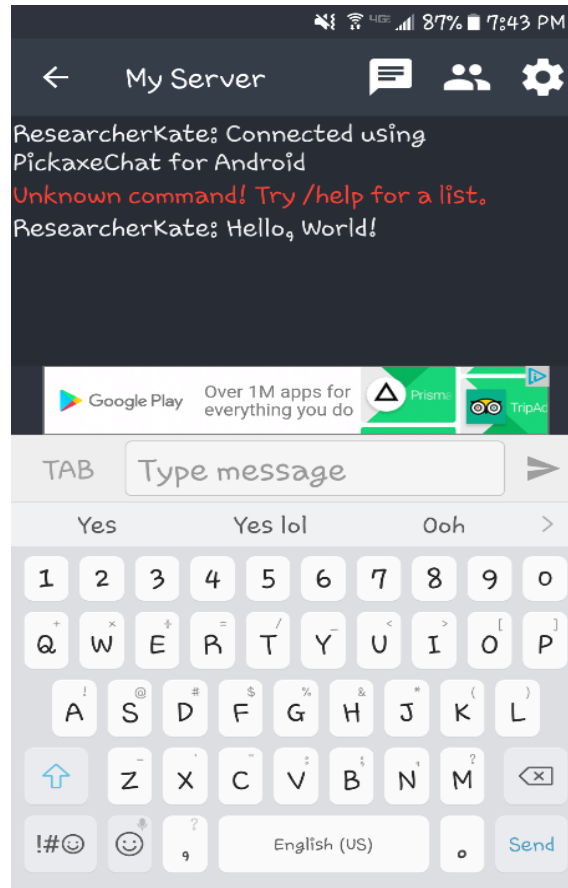 4GE 87% 7:43 PM
My Server
ResearcherKate: Connected using
PickaxeChat for Android
Unknown command! Try /help for a list.
ResearcherKate: Hello, World!
Google Play
Over 1M apps for
everything you do
Prisma
TripAd
TAB Type message
Yes Yes lol Ooh >
1 2 3 4 5 6 7 8 9 0
+ × ÷ = / _ < > [ ]
Q W E R T Y U I O P
! @ # $ % & * ( )
A S D F G H J K L
- ' " : ; , ?
Z X C V B N M
!#☺ , ? English (US) . Send